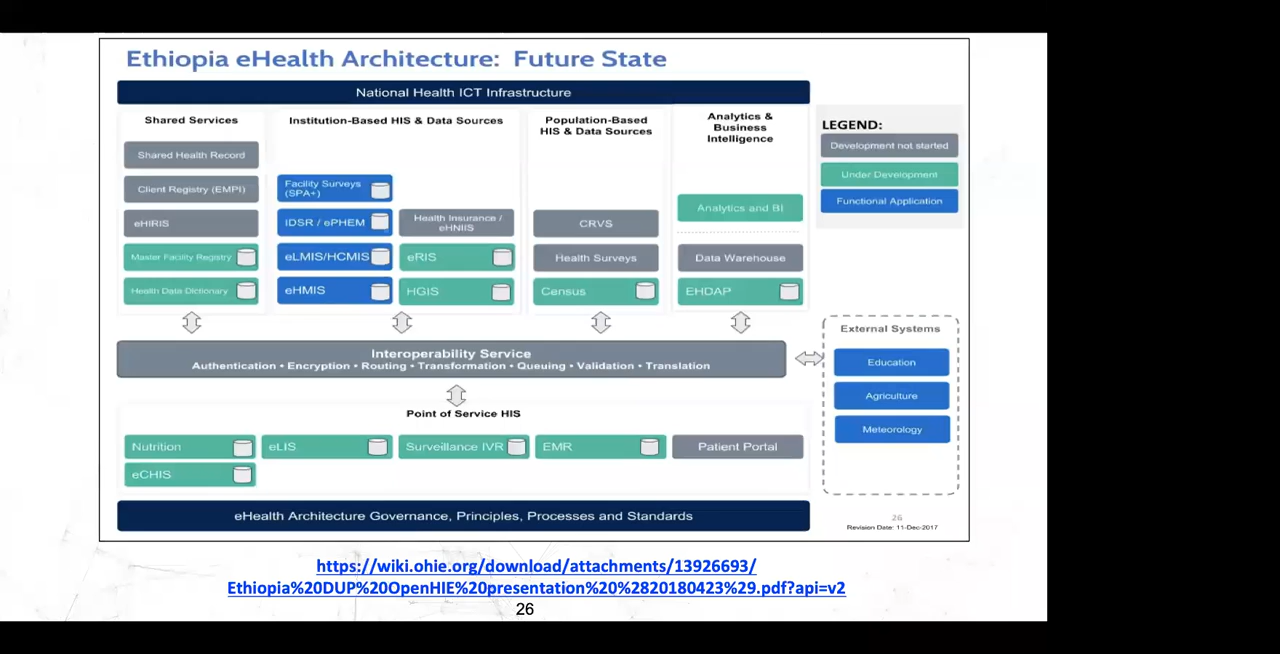 Ethiopia eHealth Architecture: Future State
National Health ICT Infrastructure
Shared Services
Shared Health Record
Client Registry (EMPI)
eHIRIS
Master Facility Registry
Health Data Dictionary
Institution-Based HIS & Data Sources
Facility Surveys
(SPA+)
IDSR / ePHEM
eLMIS/HCMIS
eHMIS
Health Insurance /
eHNIIS
eRIS
HGIS
Population-Based
HIS & Data Sources
CRVS
Health Surveys
Census
Analytics &
Business
Intelligence
Analytics and BI
Data Warehouse
EHDAP
LEGEND:
Development not started
Under Development
Functional Application
Interoperability Service
Authentication • Encryption • Routing • Transformation • Queuing • Validation • Translation
External Systems
Education
Agriculture
Meteorology
Point of Service HIS
Nutrition
eLIS
Surveillance IVR
EMR
Patient Portal
eCHIS
eHealth Architecture Governance, Principles, Processes and Standards
26
Revision Date: 11-Dec-2017
https://wiki.ohie.org/download/attachments/13926693/
Ethiopia%20DUP%20OpenHIE%20presentation%20%2820180423%29.pdf?api=v2
26